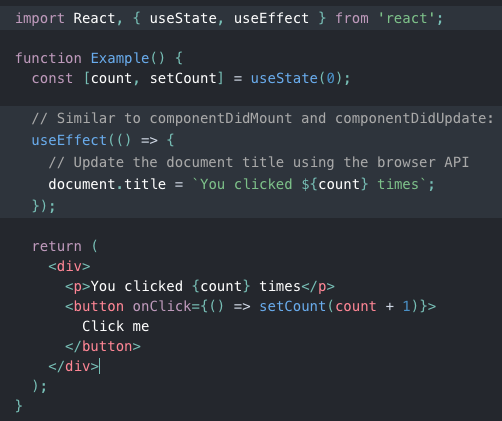 import React, { useState, useEffect } from 'react';
function Example() {
const [count, setCount] = useState(0);
// Similar to componentDidMount and componentDidUpdate:
useEffect(() => {
// Update the document title using the browser API
document.title = `You clicked ${count} times`;
});
return (
<div>
<p>You clicked {count} times</p>
<button onClick={() => setCount(count + 1)}>
Click me
</button>
</div>
);
}